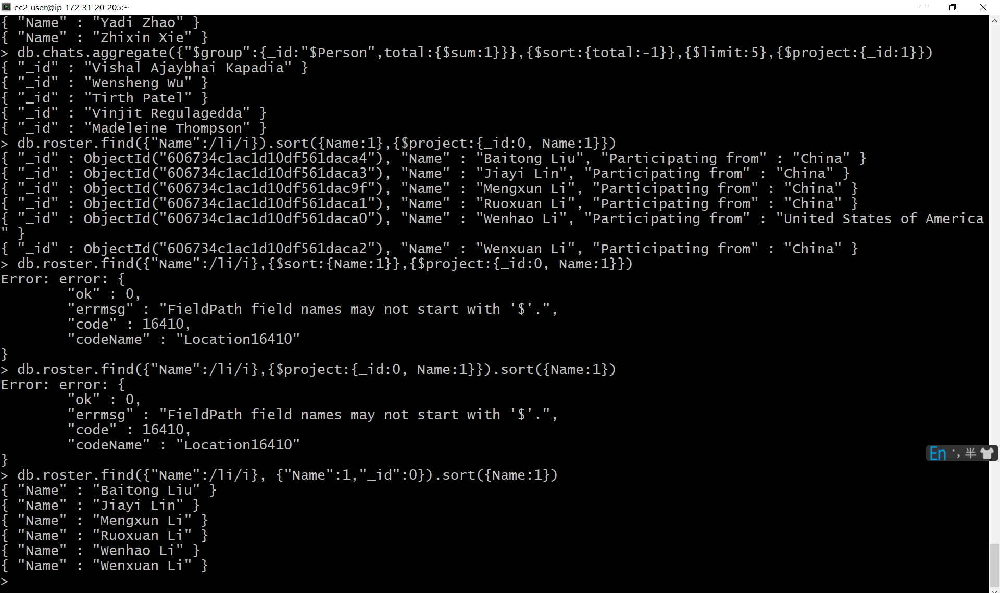 ec2-user@ip-172-31-20-205:~
{ "Name" : "Yadi Zhao" }
{ "Name" : "Zhixin Xie" }
> db.chats.aggregate({"$group":{_id:"$Person",total:{$sum:1}}},{$sort:{total:-1}},{$limit:5},{$project:{_id:1}})
{ "_id" : "Vishal Ajaybhai Kapadia" }
{ "_id" : "Wensheng Wu" }
{ "_id" : "Tirth Patel" }
{ "_id" : "Vinjit Regulagedda" }
{ "_id" : "Madeleine Thompson" }
> db.roster.find({"Name":/li/i}).sort({Name:1},{$project:{_id:0, Name:1}})
{ "_id" : ObjectId("606734c1ac1d10df561daca4"), "Name" : "Baitong Liu", "Participating from" : "China" }
{ "_id" : ObjectId("606734c1ac1d10df561daca3"), "Name" : "Jiayi Lin", "Participating from" : "China" }
{ "_id" : ObjectId("606734c1ac1d10df561dac9f"), "Name" : "Mengxun Li", "Participating from" : "China" }
{ "_id" : ObjectId("606734c1ac1d10df561daca1"), "Name" : "Ruoxuan Li", "Participating from" : "China" }
{ "_id" : ObjectId("606734c1ac1d10df561daca0"), "Name" : "Wenhao Li", "Participating from" : "United States of America
" }
{ "_id" : ObjectId("606734c1ac1d10df561daca2"), "Name" : "Wenxuan Li", "Participating from" : "China" }
> db.roster.find({"Name":/li/i},{$sort:{Name:1}},{$project:{_id:0, Name:1}})
Error: error: {
"ok" : 0,
"errmsg" : "FieldPath field names may not start with '$'.",
"code" : 16410,
"codeName" : "Location16410"
}
> db.roster.find({"Name":/li/i},{$project:{_id:0, Name:1}}).sort({Name:1})
Error: error: {
"ok" : 0,
"errmsg" : "FieldPath field names may not start with '$'.",
"code" : 16410,
"codeName" : "Location16410"
}
En ·, 半
> db.roster.find({"Name":/li/i}, {"Name":1,"_id":0}).sort({Name:1})
{ "Name" : "Baitong Liu" }
{ "Name" : "Jiayi Lin" }
{ "Name" : "Mengxun Li" }
{ "Name" : "Ruoxuan Li" }
{ "Name" : "Wenhao Li" }
{ "Name" : "Wenxuan Li" }
>